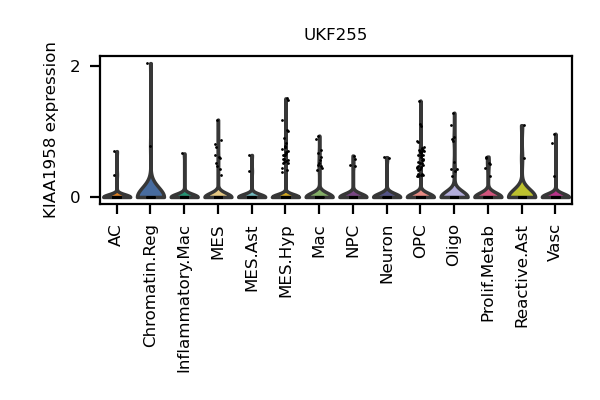 UKF255
KIAA1958 expression
2
0
AC
Chromatin.Reg
Inflammatory.Mac
MES
MES.Ast
MES.Hyp
Mac
NPC
Neuron
OPC
Oligo
Prolif.Metab
Reactive.Ast
Vasc